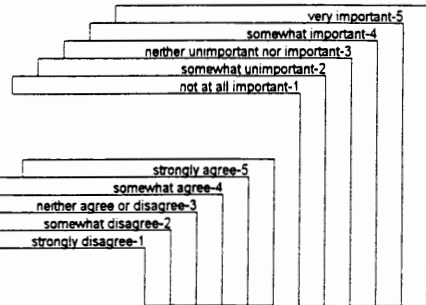 very important-5
somewhat important-4
neither unimportant nor important-3
somewhat unimportant-2
not at all important-1
strongly agree-5
somewhat agree-4
neither agree or disagree-3
somewhat disagree-2
strongly disagree-1